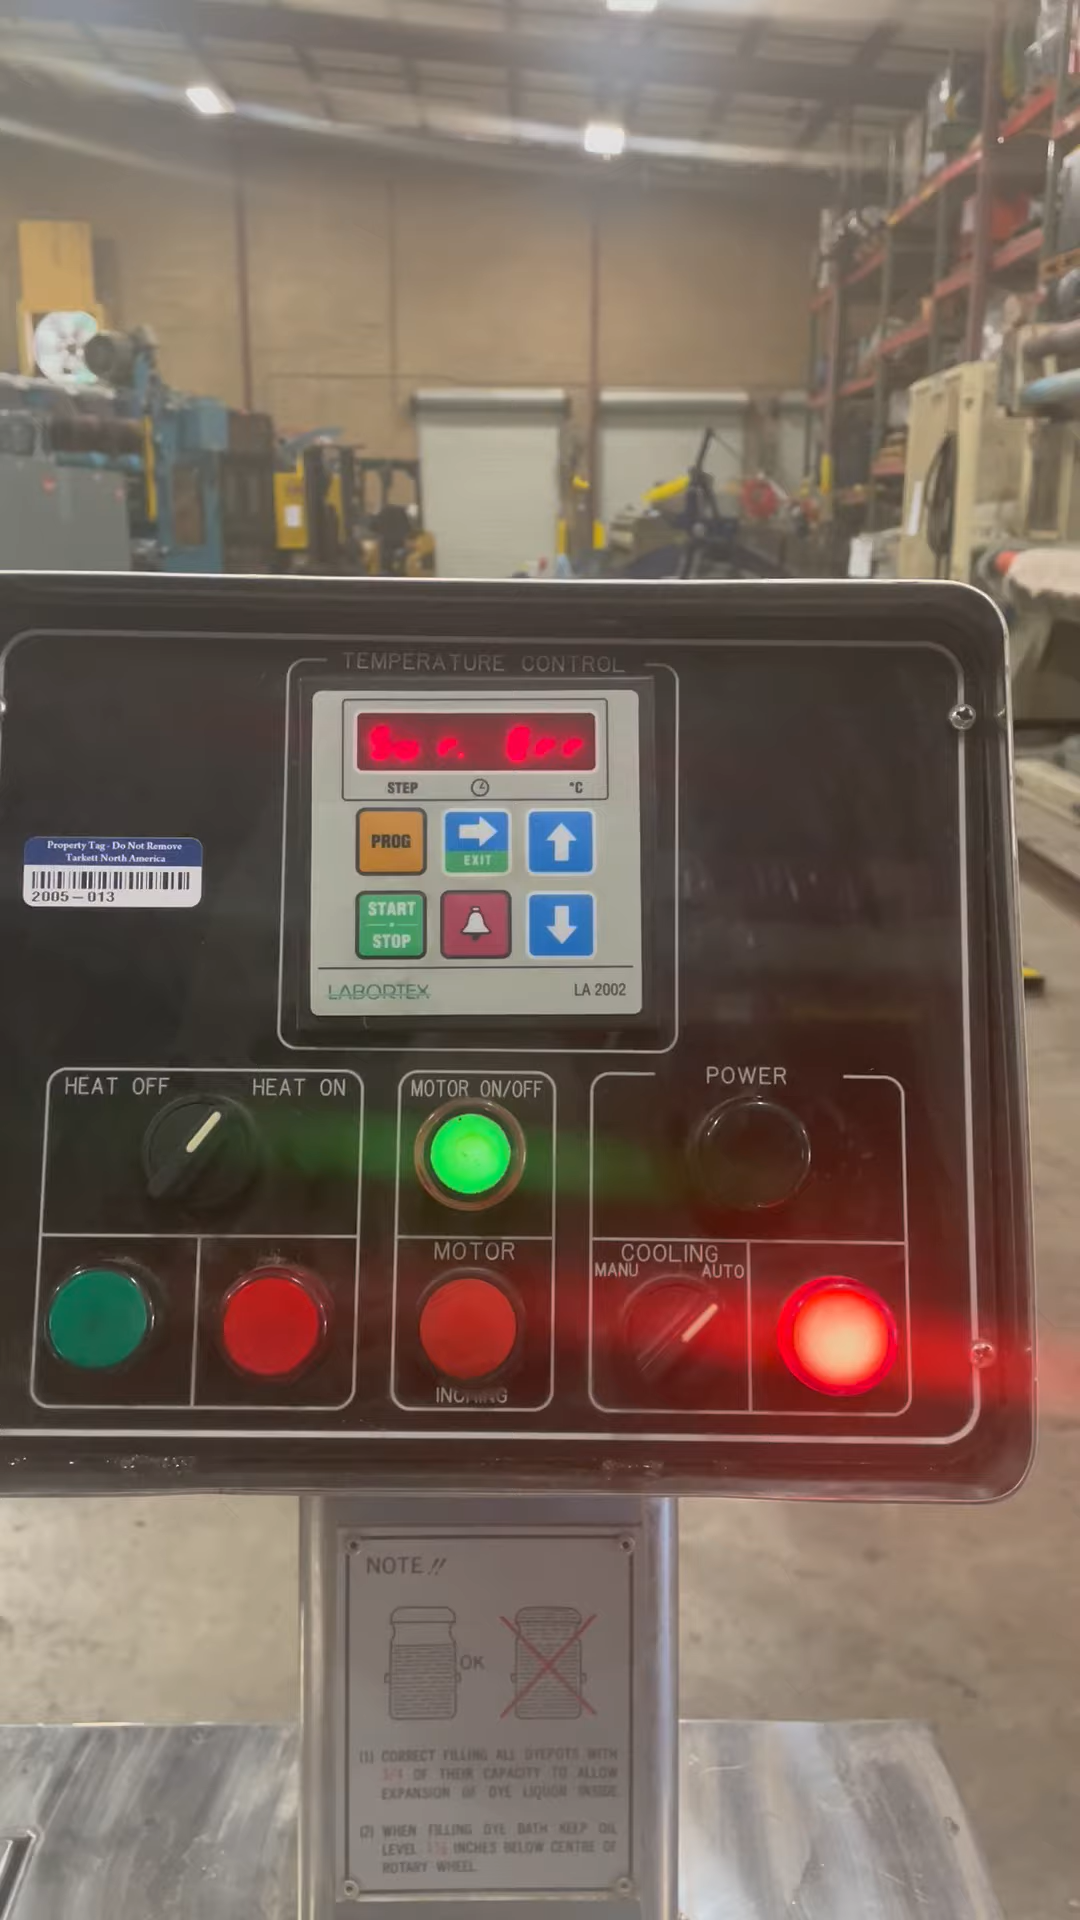 TEMPERATURE CONTROL
STEP °C
PROG
EXIT
START
STOP
LABORTEX LA 2002
Property Tag - Do Not Remove
Tarkett North America
2005-013
HEAT OFF HEAT ON
MOTOR ON/OFF
POWER
MOTOR
INCHING
COOLING
MANU AUTO
NOTE!!
OK
(1) CORRECT FILLING ALL DYEPOTS WITH
3/4 OF THEIR CAPACITY TO ALLOW
EXPANSION OF DYE LIQUOR INSIDE
(2) WHEN FILLING DYE BATH KEEP OIL
LEVEL INCHES BELOW CENTRE OF
ROTARY WHEEL